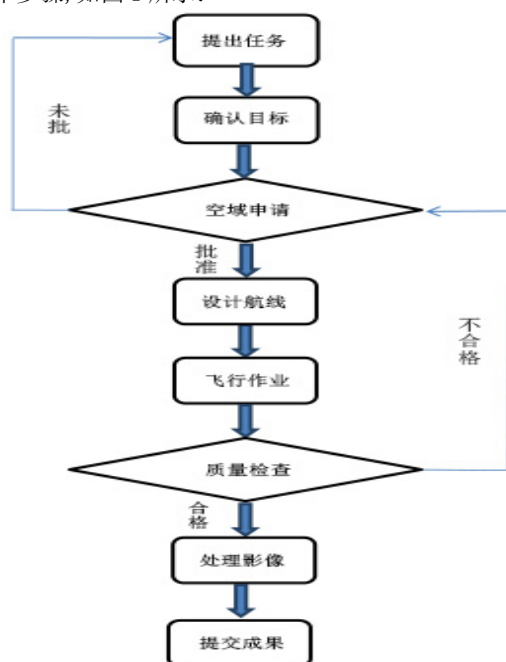 提出任务
未批
确认目标
空域申请
批准
设计航线
不合格
飞行作业
质量检查
合格
处理影像
提交成果